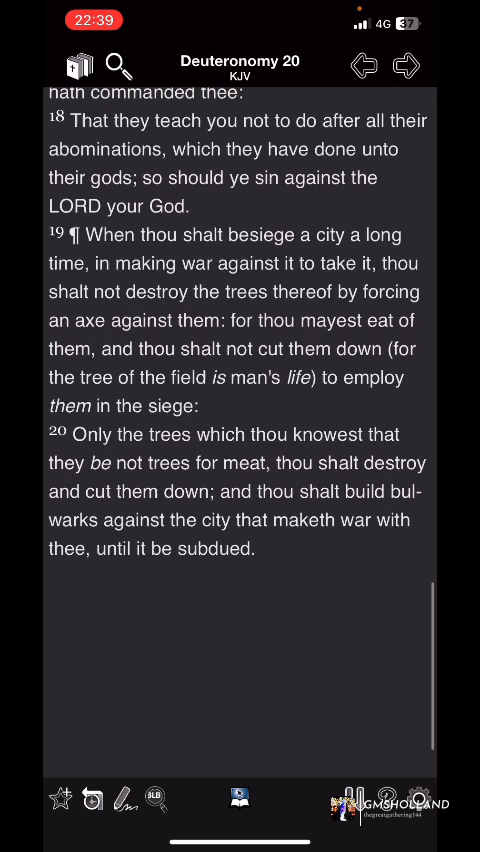 22:39
4G 37
Deuteronomy 20
KJV
hath commanded thee:
18 That they teach you not to do after all their
abominations, which they have done unto
their gods; so should ye sin against the
LORD your God.
19 ¶ When thou shalt besiege a city a long
time, in making war against it to take it, thou
shalt not destroy the trees thereof by forcing
an axe against them: for thou mayest eat of
them, and thou shalt not cut them down (for
the tree of the field is man's life) to employ
them in the siege:
20 Only the trees which thou knowest that
they be not trees for meat, thou shalt destroy
and cut them down; and thou shalt build bul-
warks against the city that maketh war with
thee, until it be subdued.
SLB
GMSHOLLAND
thegreatgathering144